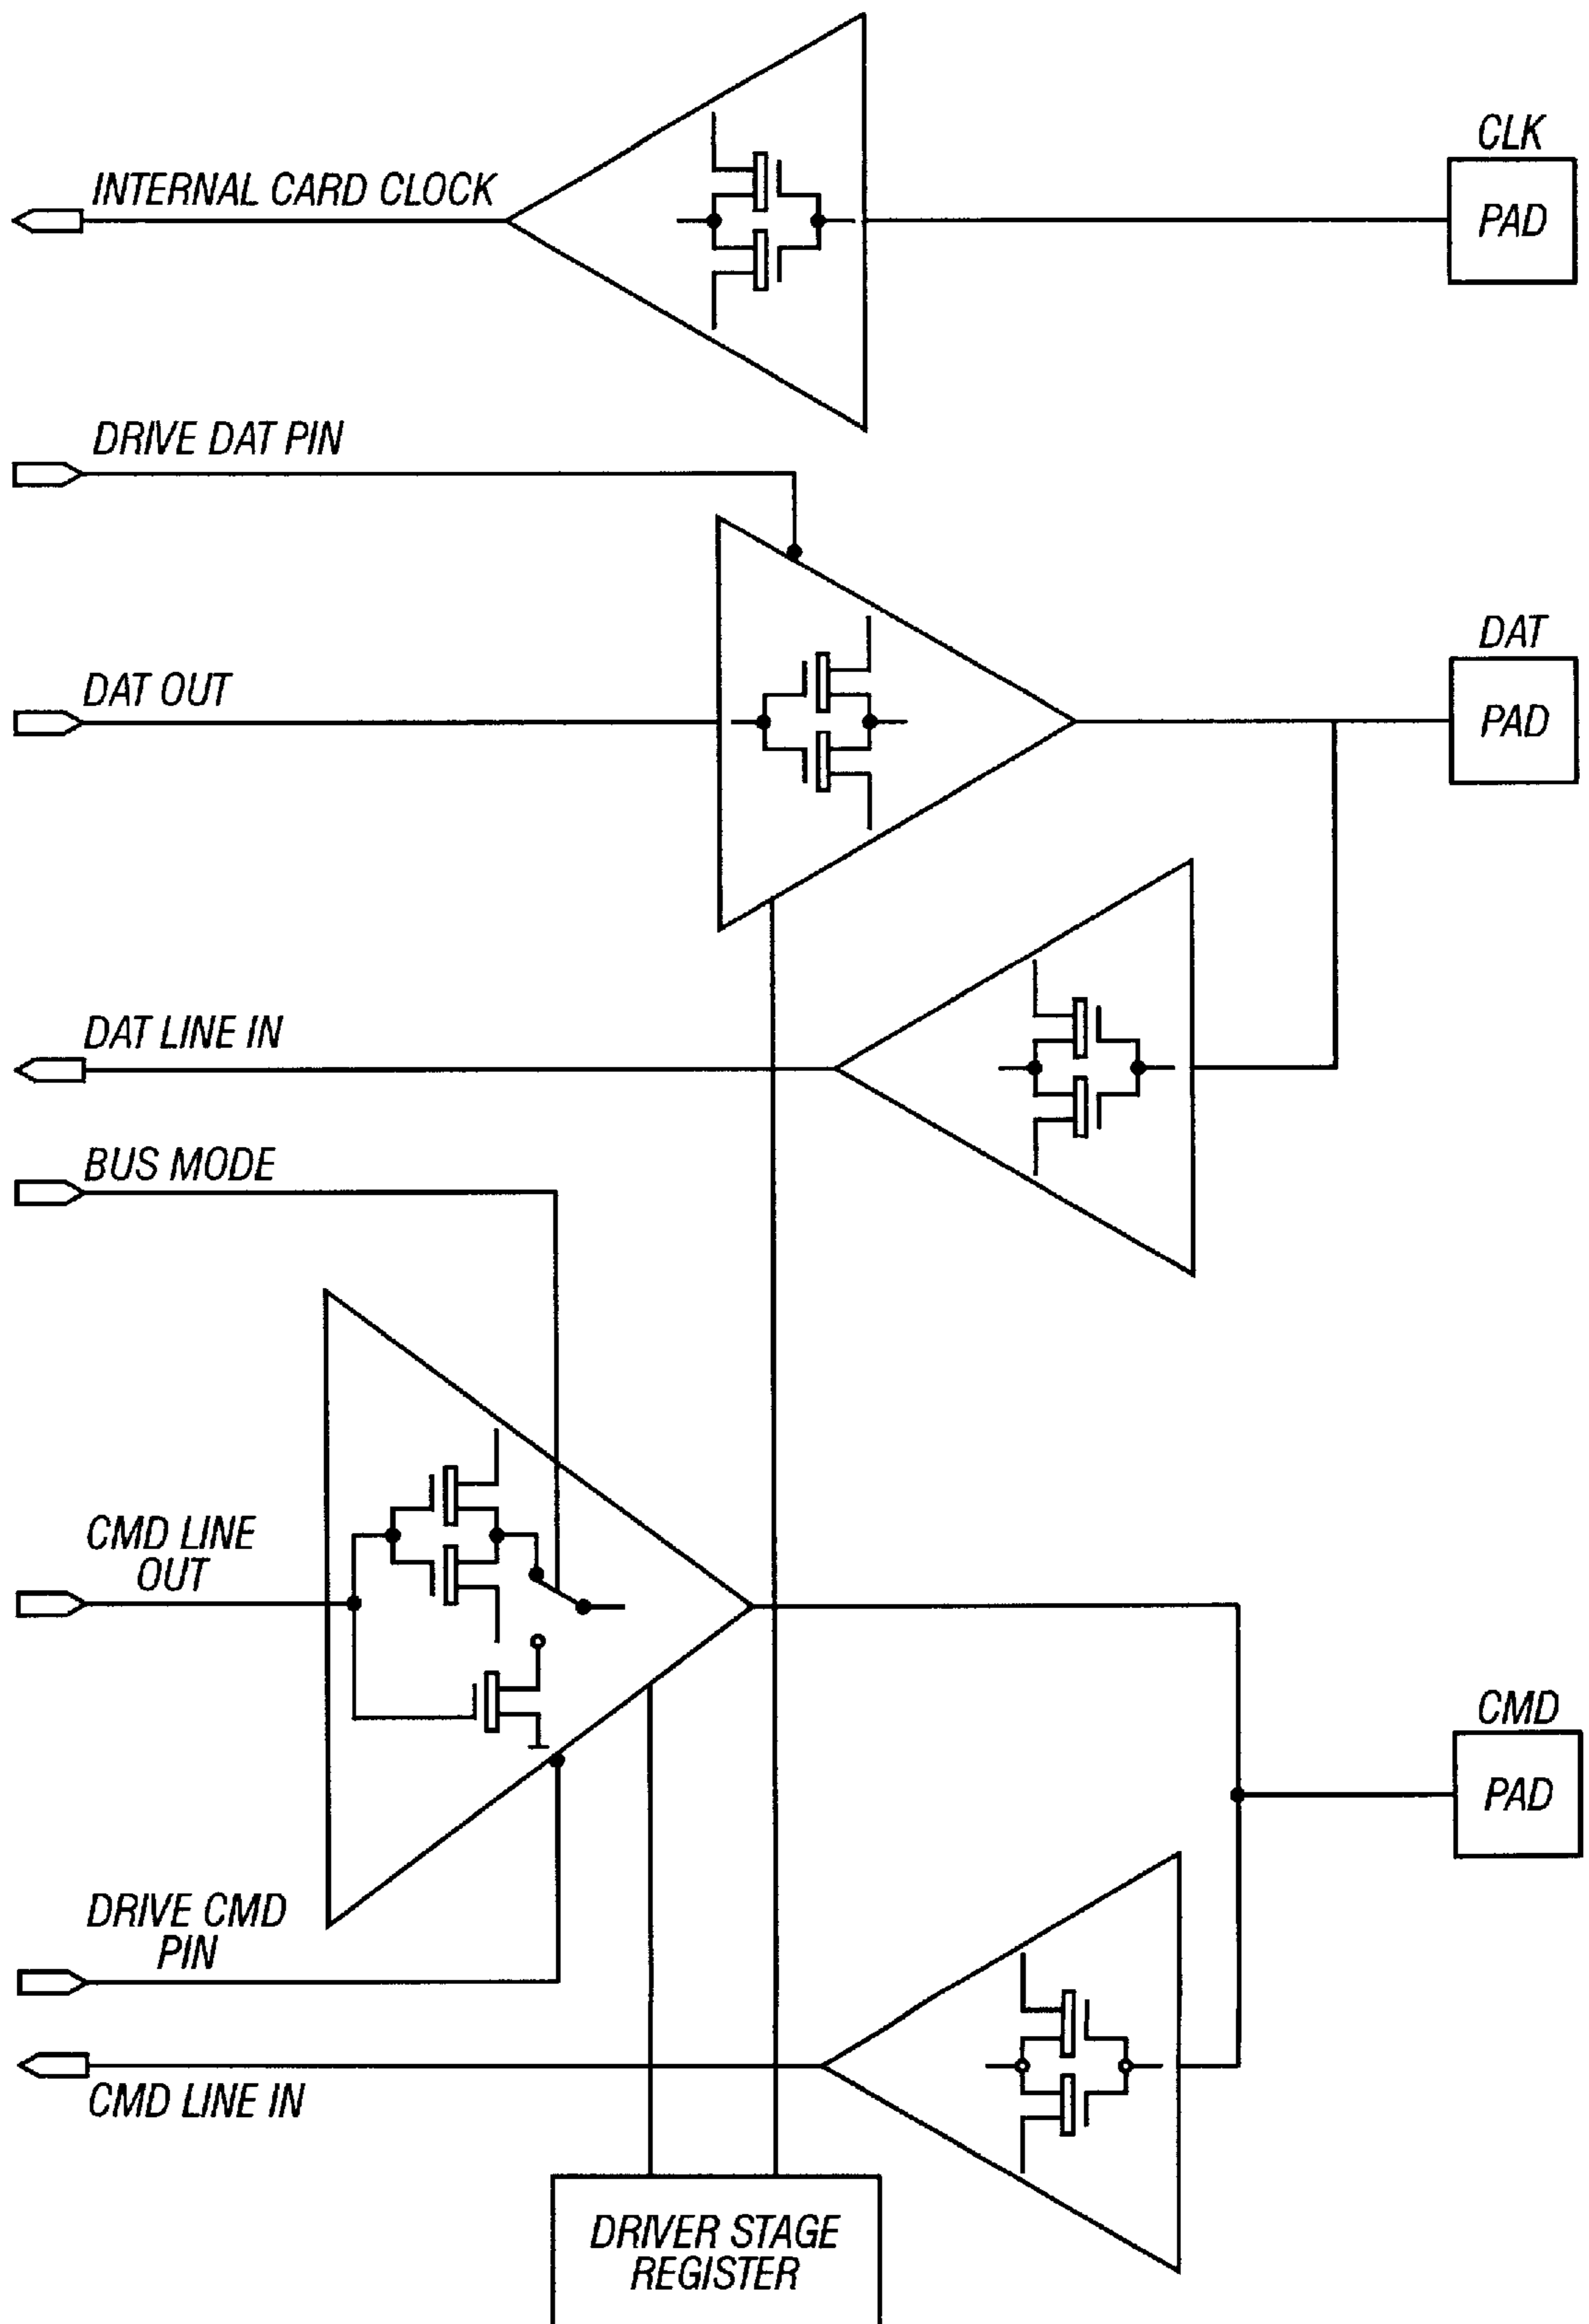 CLK
INTERNAL CARD CLOCK
PAD
DRIVE DAT PIN
DAT
DAT OUT
PAD
DAT LINE IN
BUS MODE
CMD LINE
OUT
CMD
PAD
DRIVE CMD
PIN
CMD LINE IN
DRIVER STAGE
REGISTER